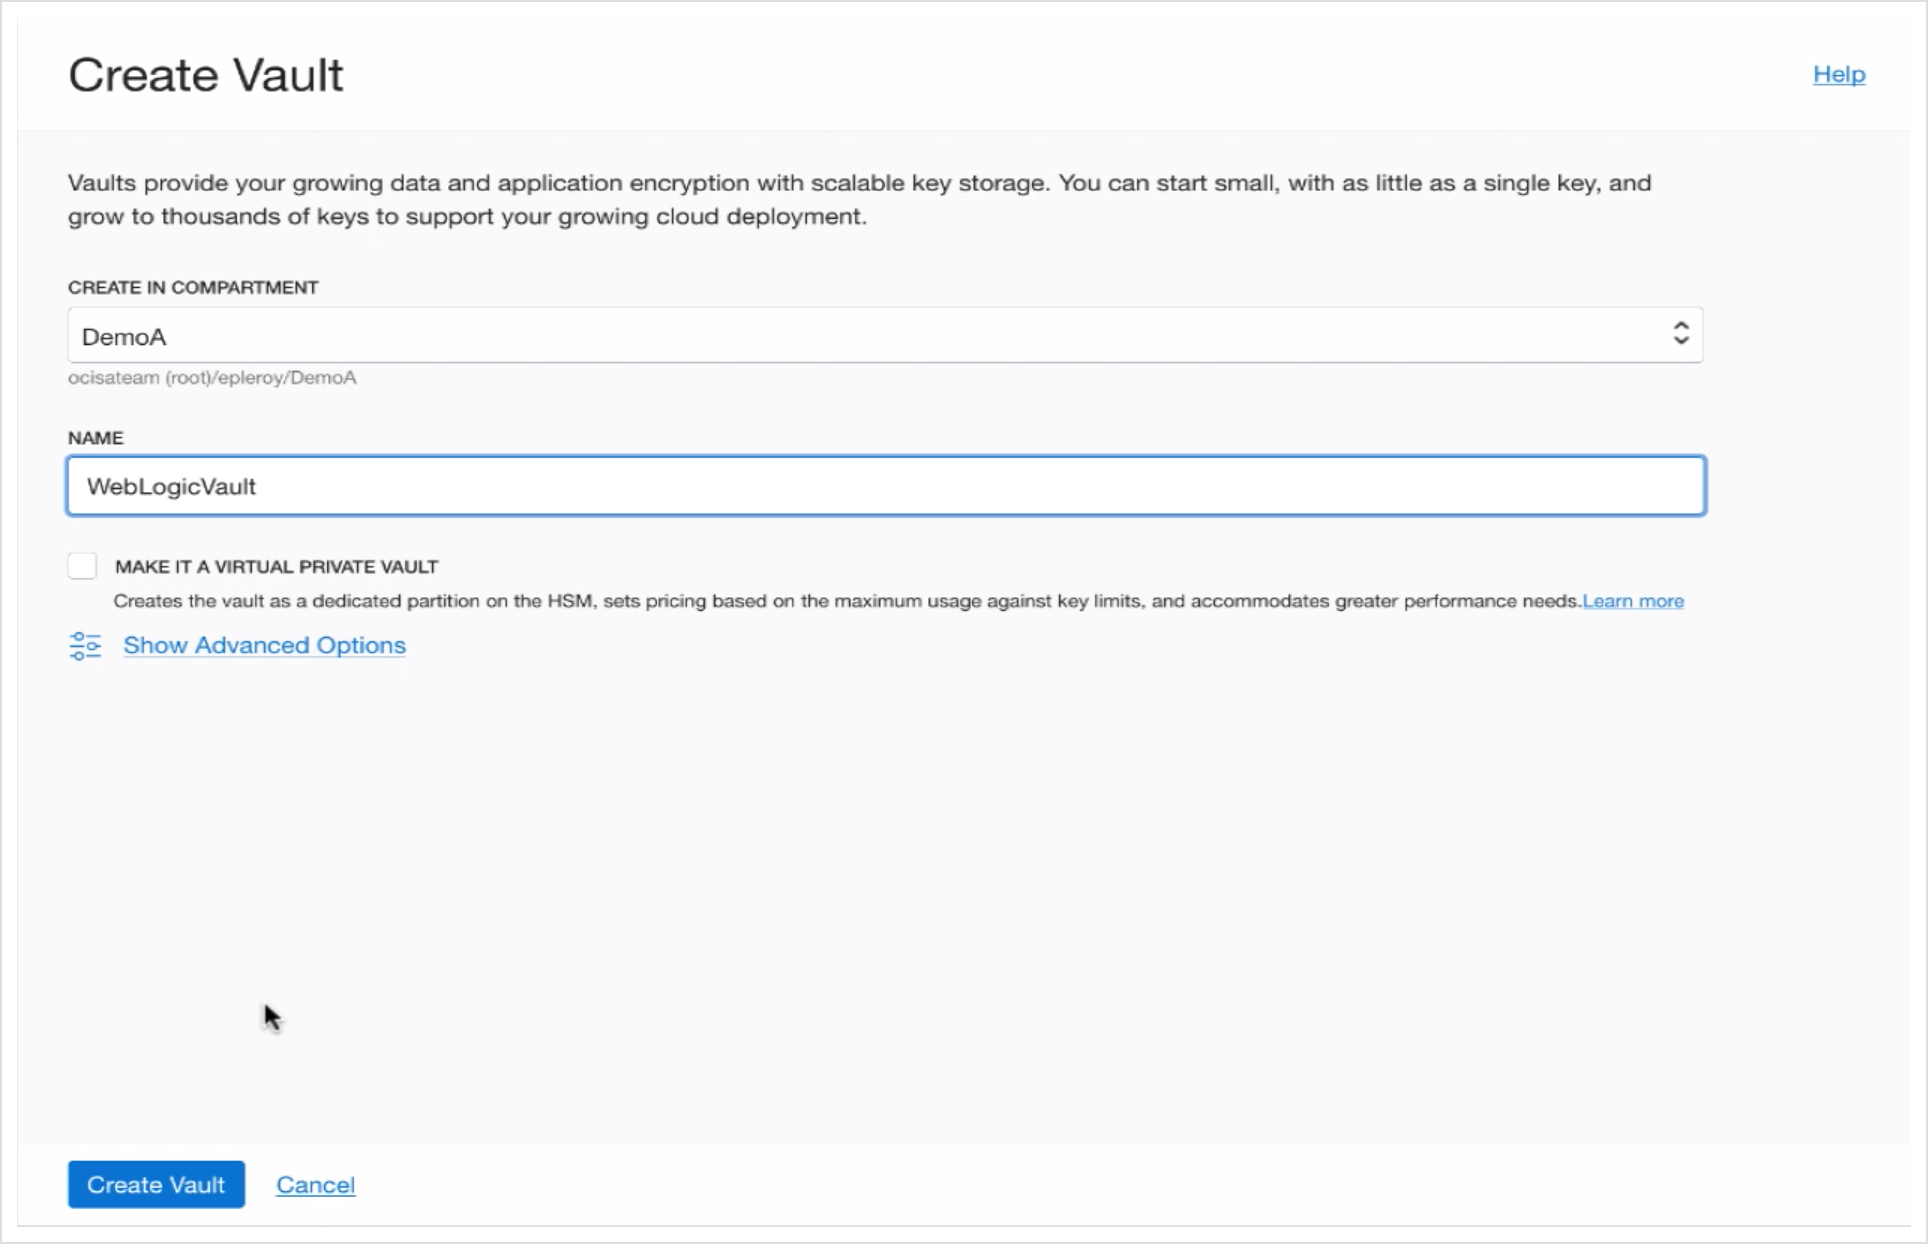 Create Vault
Help
Vaults provide your growing data and application encryption with scalable key storage. You can start small, with as little as a single key, and
grow to thousands of keys to support your growing cloud deployment.
CREATE IN COMPARTMENT
DemoA
ocisateam (root)/epleroy/DemoA
NAME
WebLogicVault
MAKE IT A VIRTUAL PRIVATE VAULT
Creates the vault as a dedicated partition on the HSM, sets pricing based on the maximum usage against key limits, and accommodates greater performance needs.Learn more
Show Advanced Options
Create Vault
Cancel